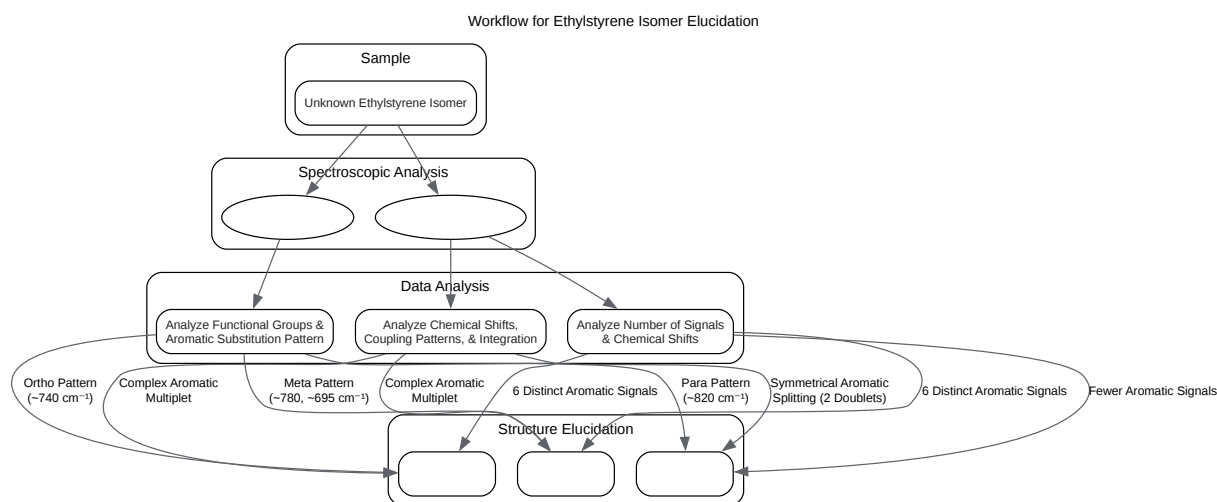 Workflow for Ethylstyrene Isomer Elucidation
Sample
Unknown Ethylstyrene Isomer
Spectroscopic Analysis
Data Analysis
Analyze Functional Groups &
Aromatic Substitution Pattern
Analyze Chemical Shifts,
Coupling Patterns, & Integration
Analyze Number of Signals
& Chemical Shifts
Ortho Pattern
(~740 cm⁻¹)
Complex Aromatic
Multiplet
Meta Pattern
(~780, ~695 cm⁻¹)
Complex Aromatic
Multiplet
6 Distinct Aromatic Signals
Para Pattern
(~820 cm⁻¹)
Symmetrical Aromatic
Splitting (2 Doublets)
6 Distinct Aromatic Signals
Fewer Aromatic Signals
Structure Elucidation